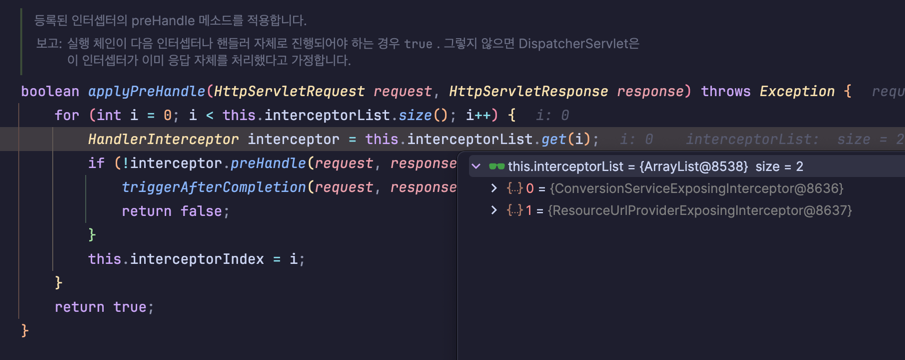 등록된 인터셉터의 preHandle 메소드를 적용합니다.
보고: 실행 체인이 다음 인터셉터나 핸들러 자체로 진행되어야 하는 경우 true . 그렇지 않으면 DispatcherServlet은
이 인터셉터가 이미 응답 자체를 처리했다고 가정합니다.
boolean applyPreHandle(HttpServletRequest request, HttpServletResponse response) throws Exception { requ
for (int i = 0; i < this.interceptorList.size(); i++) { i: 0
HandlerInterceptor interceptor = this.interceptorList.get(i); i: 0 interceptorList: size = 2
if (!interceptor.preHandle(request, response
this.interceptorList = {ArrayList@8538} size = 2
triggerAfterCompletion(request, response
{..} 0 = {ConversionServiceExposingInterceptor@8636}
return false;
{..} 1 = {ResourceUrlProviderExposingInterceptor@8637}
}
this.interceptorIndex = i;
}
return true;
}